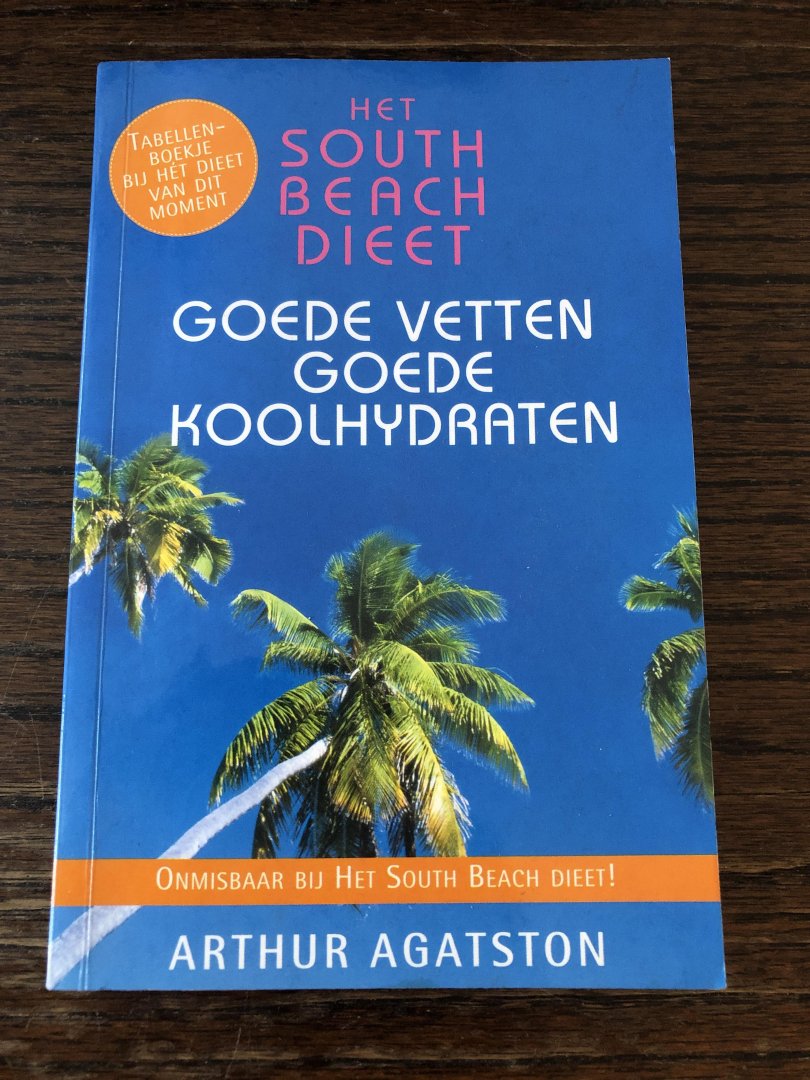 TABELLEN-
BOEKJE
BIJ HÉT DIEET
VAN DIT
MOMENT
HET
SOUTH
BEACH
DIEET
GOEDE VETTEN
GOEDE
KOOLHYDRATEN
ONMISBAAR BIJ HET SOUTH BEACH DIEET!
ARTHUR AGATSTON